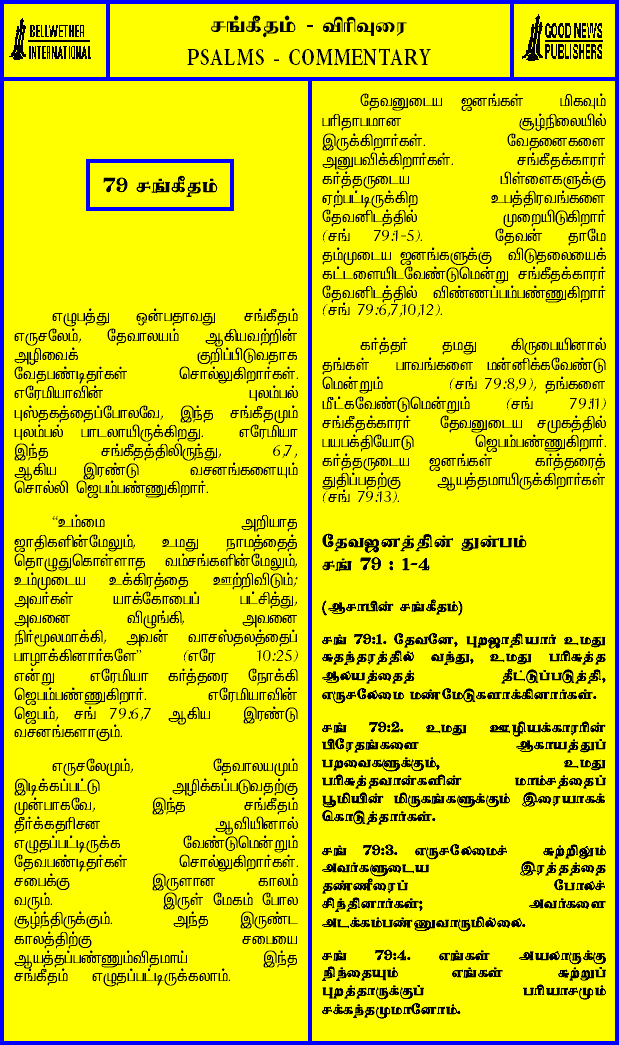 BELLWETHER
INTERNATIONAL
சங்கீதம் - விரிவுரை
PSALMS - COMMENTARY
GOOD NEWS
PUBLISHERS
79 சங்கீதம்
எழுபத்து ஒன்பதாவது சங்கீதம்
எருசலேம், தேவாலயம் ஆகியவற்றின்
அழிவைக் குறிப்பிடுவதாக
வேதபண்டிதர்கள் சொல்லுகிறார்கள்.
எரேமியாவின் புலம்பல்
புஸ்தகத்தைப்போலவே, இந்த சங்கீதமும்
புலம்பல் பாடலாயிருக்கிறது. எரேமியா
இந்த சங்கீதத்திலிருந்து, 6,7,
ஆகிய இரண்டு வசனங்களையும்
சொல்லி ஜெபம்பண்ணுகிறார்.
“உம்மை அறியாத
ஜாதிகளின்மேலும், உமது நாமத்தைத்
தொழுதுகொள்ளாத வம்சங்களின்மேலும்,
உம்முடைய உக்கிரத்தை ஊற்றிவிடும்;
அவர்கள் யாக்கோபைப் பட்சித்து,
அவனை விழுங்கி, அவனை
நிர்மூலமாக்கி, அவன் வாசஸ்தலத்தைப்
பாழாக்கினார்களே” (எரே 10:25)
என்று எரேமியா கர்த்தரை நோக்கி
ஜெபம்பண்ணுகிறார். எரேமியாவின்
ஜெபம், சங் 79:6,7 ஆகிய இரண்டு
வசனங்களாகும்.
எருசலேமும், தேவாலயமும்
இடிக்கப்பட்டு அழிக்கப்படுவதற்கு
முன்பாகவே, இந்த சங்கீதம்
தீர்க்கதரிசன ஆவியினால்
எழுதப்பட்டிருக்க வேண்டுமென்றும்
தேவபண்டிதர்கள் சொல்லுகிறார்கள்.
சபைக்கு இருளான காலம்
வரும். இருள் மேகம் போல
சூழ்ந்திருக்கும். அந்த இருண்ட
காலத்திற்கு சபையை
ஆயத்தப்பண்ணும்விதமாய் இந்த
சங்கீதம் எழுதப்பட்டிருக்கலாம்.
தேவனுடைய ஜனங்கள் மிகவும்
பரிதாபமான சூழ்நிலையில்
இருக்கிறார்கள். வேதனைகளை
அனுபவிக்கிறார்கள். சங்கீதக்காரர்
கர்த்தருடைய பிள்ளைகளுக்கு
ஏற்பட்டிருக்கிற உபத்திரவங்களை
தேவனிடத்தில் முறையிடுகிறார்
(சங் 79:1-5). தேவன் தாமே
தம்முடைய ஜனங்களுக்கு விடுதலையைக்
கட்டளையிடவேண்டுமென்று சங்கீதக்காரர்
தேவனிடத்தில் விண்ணப்பம்பண்ணுகிறார்
(சங் 79:6,7,10,12).
கர்த்தர் தமது கிருபையினால்
தங்கள் பாவங்களை மன்னிக்கவேண்டு
மென்றும் (சங் 79:8,9), தங்களை
மீட்கவேண்டுமென்றும் (சங் 79:11)
சங்கீதக்காரர் தேவனுடைய சமுகத்தில்
பயபக்தியோடு ஜெபம்பண்ணுகிறார்.
கர்த்தருடைய ஜனங்கள் கர்த்தரைத்
துதிப்பதற்கு ஆயத்தமாயிருக்கிறார்கள்
(சங் 79:13).
தேவஜனத்தின் துன்பம்
சங் 79 : 1-4
(ஆசாபின் சங்கீதம்)
சங் 79:1. தேவனே, புறஜாதியார் உமது
சுதந்தரத்தில் வந்து, உமது பரிசுத்த
ஆலயத்தைத் தீட்டுப்படுத்தி,
எருசலேமை மண்மேடுகளாக்கினார்கள்.
சங் 79:2. உமது ஊழியக்காரரின்
பிரேதங்களை ஆகாயத்துப்
பறவைகளுக்கும், உமது
பரிசுத்தவான்களின் மாம்சத்தைப்
பூமியின் மிருகங்களுக்கும் இரையாகக்
கொடுத்தார்கள்.
சங் 79:3. எருசலேமைச் சுற்றிலும்
அவர்களுடைய இரத்தத்தை
தண்ணீரைப் போலச்
சிந்தினார்கள்; அவர்களை
அடக்கம்பண்ணுவாருமில்லை.
சங் 79:4. எங்கள் அயலாருக்கு
நிந்தையும் எங்கள் சுற்றுப்
புறத்தாருக்குப் பரியாசமும்
சக்கந்தமுமானோம்.